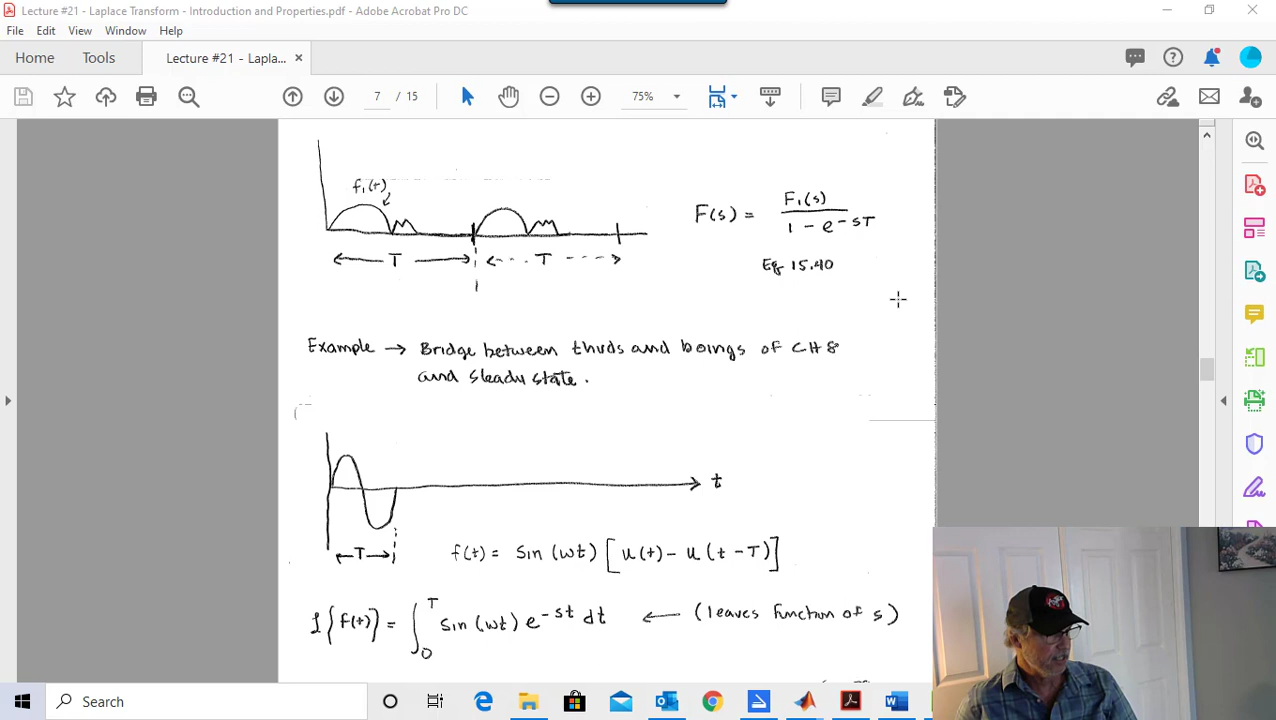 Lecture #21 - Laplace Transform - Introduction and Properties.pdf - Adobe Acrobat Pro DC
File Edit View Window Help
Home Tools Lecture #21 - Lapla... ×
7 / 15 75%
f₁(t)
T T
F(s) = F₁(s) / (1 - e^-sT)
Eq 15.40
Example → Bridge between thuds and boings of CH 8
and steady state.
t
T
f(t) = sin (ωt) [u(t) - u(t-T)]
ℒ{f(t)} = ∫₀ᵀ sin (ωt) e^-st dt ← (leaves function of s)
Search